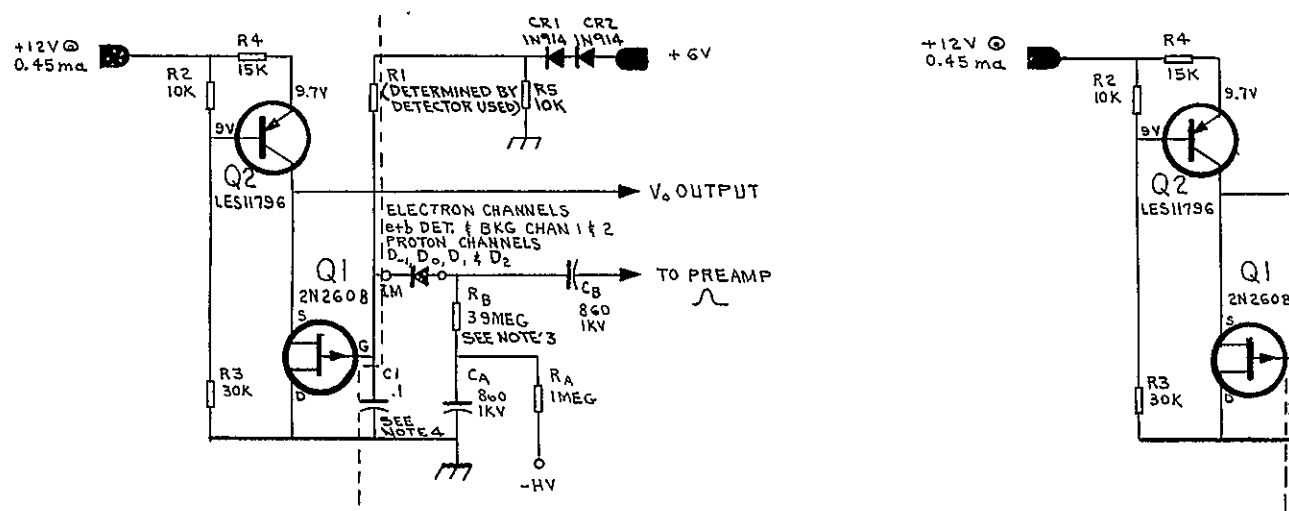 +12V @
0.45ma
R4
15K
R2
10K
9.7V
9V
Q2
LES11796
CR1
1N914
CR2
1N914
+6V
R1
(DETERMINED BY
DETECTOR USED)
R5
10K
V₀ OUTPUT
ELECTRON CHANNELS
e+b DET. & BKG CHAN 1 & 2
PROTON CHANNELS
D₋₁, D₀, D₁ & D₂
1M
Q1
2N2608
S
G
D
R3
30K
C1
.1
SEE
NOTE 4
RB
39MEG
SEE NOTE 3
CB
860
1KV
TO PREAMP
CA
860
1KV
RA
1MEG
-HV
+12V @
0.45ma
R4
15K
R2
10K
9.7V
9V
Q2
LES11796
Q1
2N2608
S
D
R3
30K